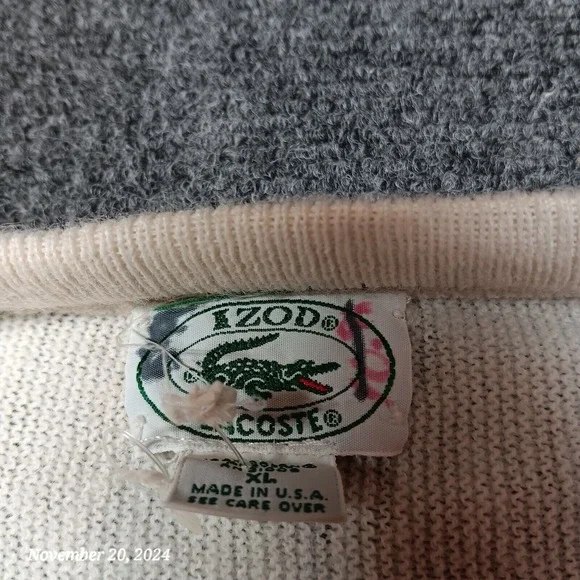 IZOD®
LACOSTE®
XL
MADE IN U.S.A.
SEE CARE OVER
November 20, 2024